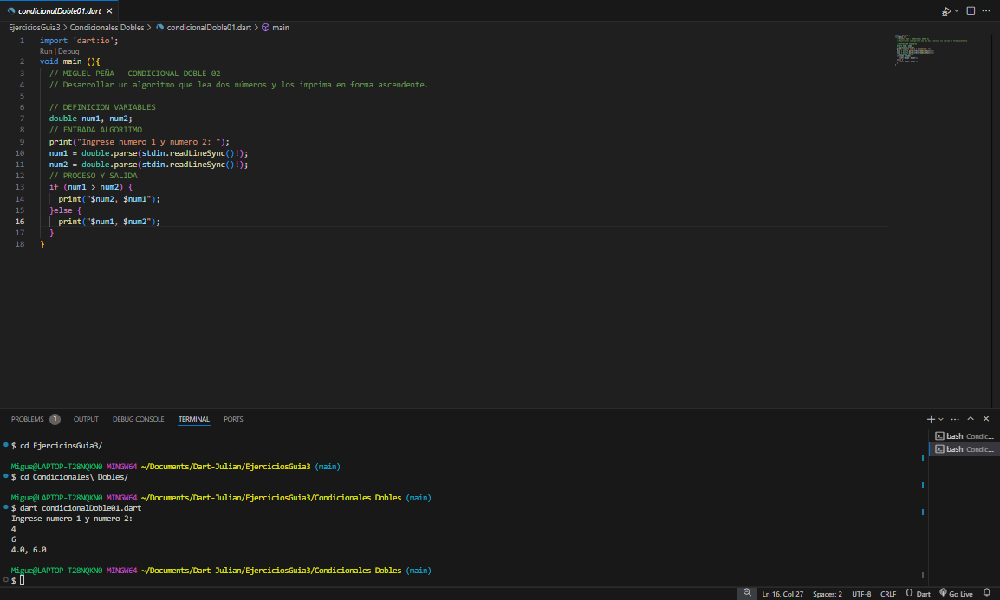 condicionalDoble01.dart
EjerciciosGuia3 > Condicionales Dobles > condicionalDoble01.dart > main
1 import 'dart:io';
Run | Debug
2 void main (){
3 // MIGUEL PEÑA - CONDICIONAL DOBLE 02
4 // Desarrollar un algoritmo que lea dos números y los imprima en forma ascendente.
5
6 // DEFINICION VARIABLES
7 double num1, num2;
8 // ENTRADA ALGORITMO
9 print("Ingrese numero 1 y numero 2: ");
10 num1 = double.parse(stdin.readLineSync()!);
11 num2 = double.parse(stdin.readLineSync()!);
12 // PROCESO Y SALIDA
13 if (num1 > num2) {
14 print("$num2, $num1");
15 }else {
16 print("$num1, $num2");
17 }
18 }
PROBLEMS 1 OUTPUT DEBUG CONSOLE TERMINAL PORTS
bash Condic...
bash Condic...
$ cd EjerciciosGuia3/
Migue@LAPTOP-T28NQKN0 MINGW64 ~/Documents/Dart-Julian/EjerciciosGuia3 (main)
$ cd Condicionales\ Dobles/
Migue@LAPTOP-T28NQKN0 MINGW64 ~/Documents/Dart-Julian/EjerciciosGuia3/Condicionales Dobles (main)
$ dart condicionalDoble01.dart
Ingrese numero 1 y numero 2:
4
6
4.0, 6.0
Migue@LAPTOP-T28NQKN0 MINGW64 ~/Documents/Dart-Julian/EjerciciosGuia3/Condicionales Dobles (main)
$
Ln 16, Col 27 Spaces: 2 UTF-8 CRLF {} Dart Go Live